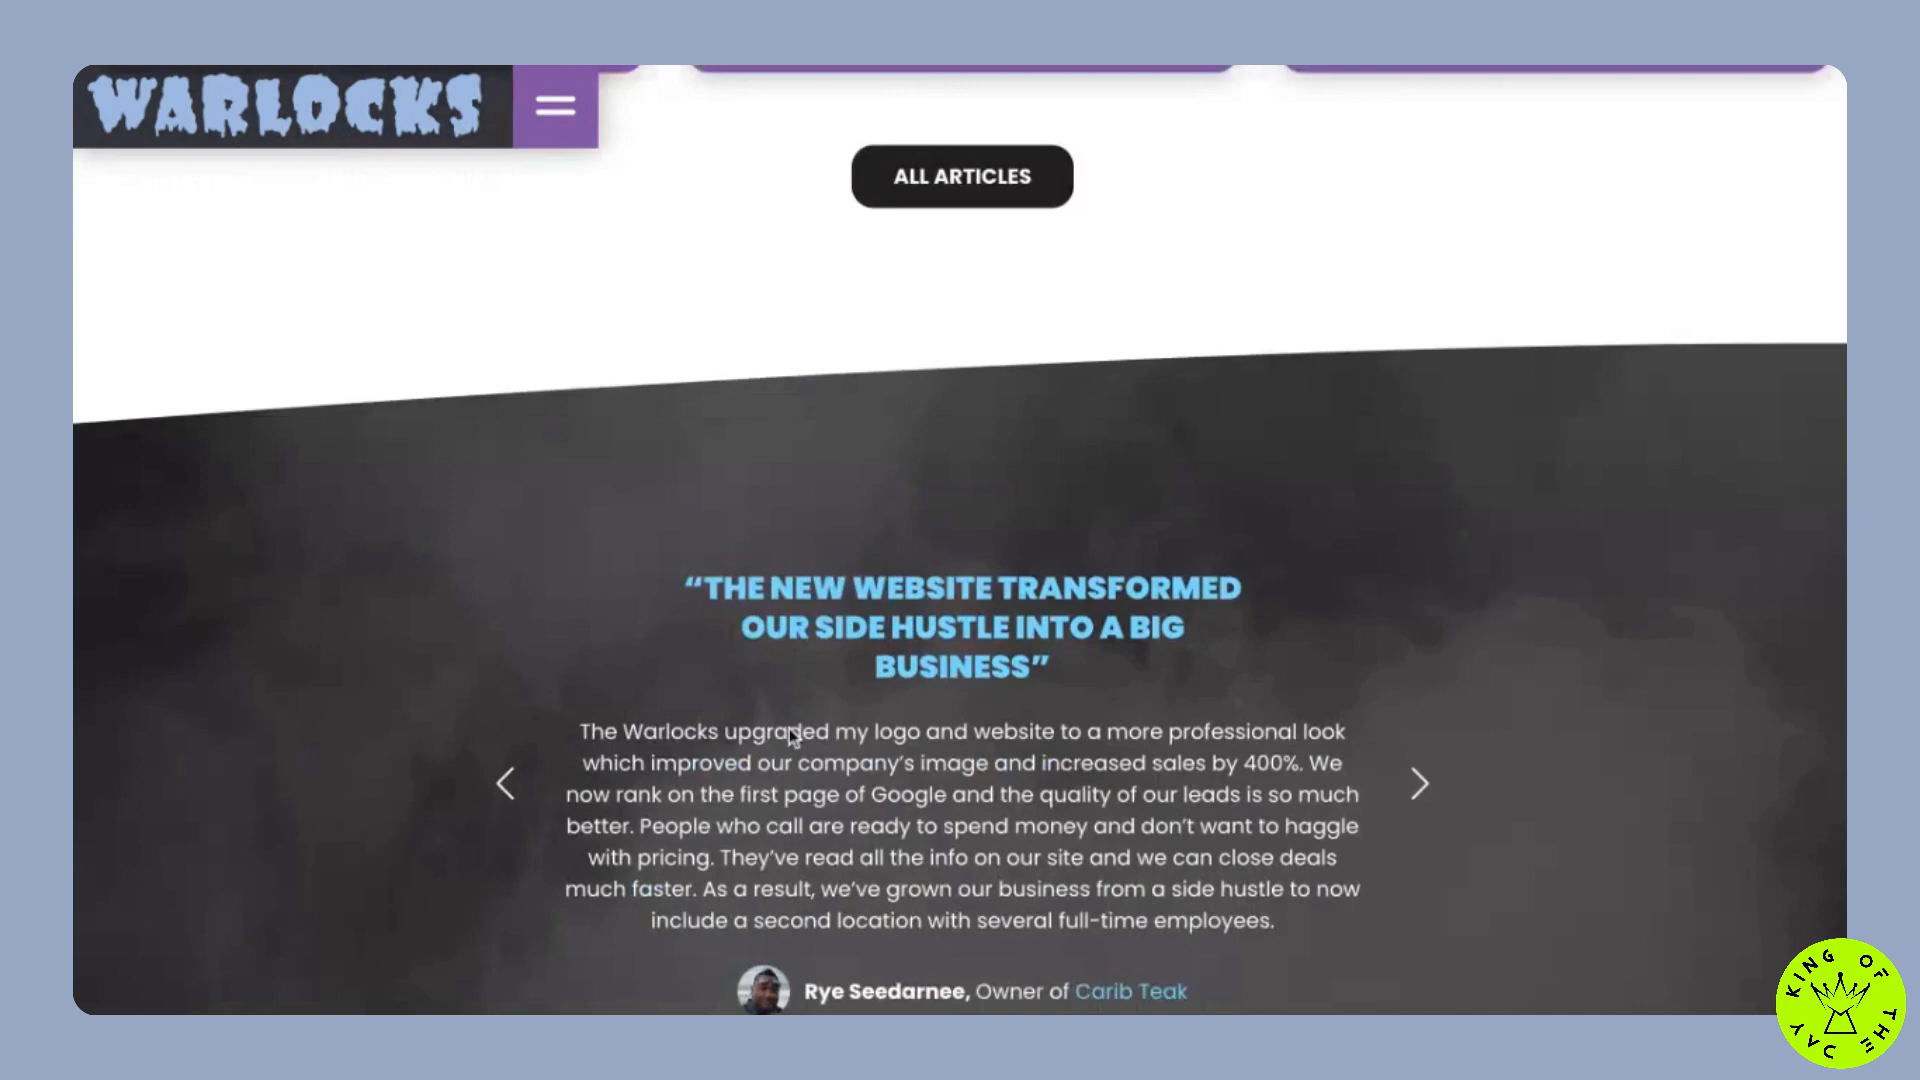 WARLOCKS
ALL ARTICLES
“THE NEW WEBSITE TRANSFORMED
OUR SIDE HUSTLE INTO A BIG
BUSINESS”
The Warlocks upgraded my logo and website to a more professional look
which improved our company’s image and increased sales by 400%. We
now rank on the first page of Google and the quality of our leads is so much
better. People who call are ready to spend money and don’t want to haggle
with pricing. They’ve read all the info on our site and we can close deals
much faster. As a result, we’ve grown our business from a side hustle to now
include a second location with several full-time employees.
Rye Seedarnee, Owner of Carib Teak
KING OF THE JAY